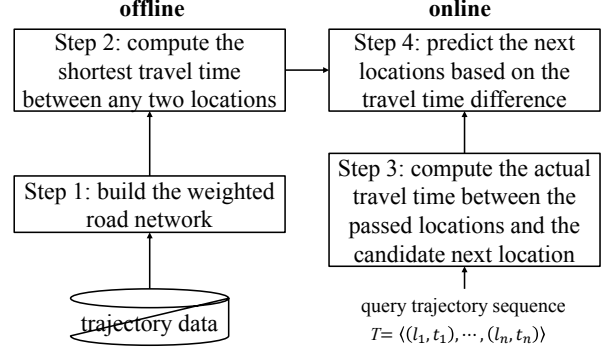 offline
Step 2: compute the
shortest travel time
between any two locations
Step 1: build the weighted
road network
trajectory data
online
Step 4: predict the next
locations based on the
travel time difference
Step 3: compute the actual
travel time between the
passed locations and the
candidate next location
query trajectory sequence
T= ⟨(l₁, t₁), ⋯, (lₙ, tₙ)⟩